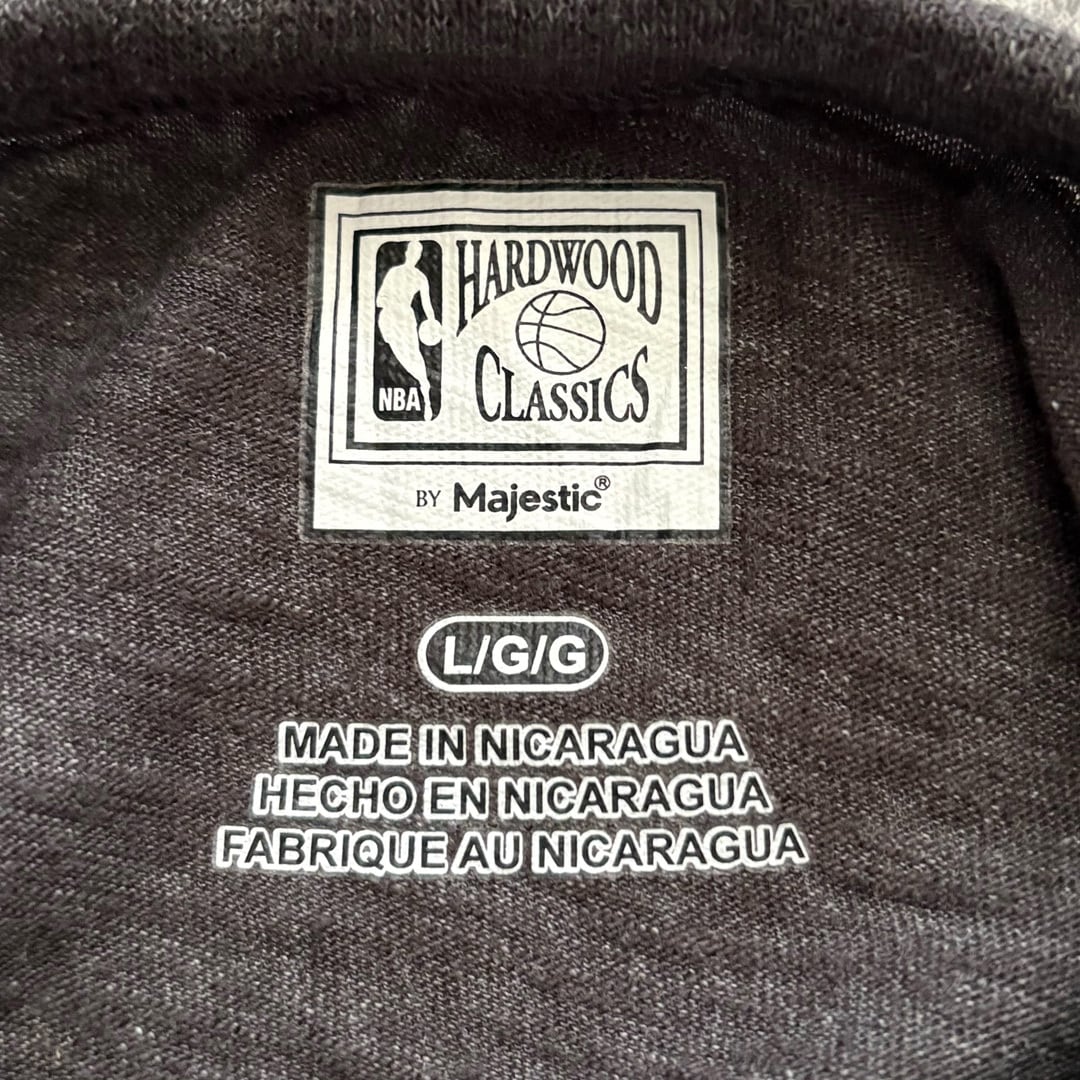 HARDWOOD
CLASSICS
NBA
BY Majestic®
L/G/G
MADE IN NICARAGUA
HECHO EN NICARAGUA
FABRIQUE AU NICARAGUA